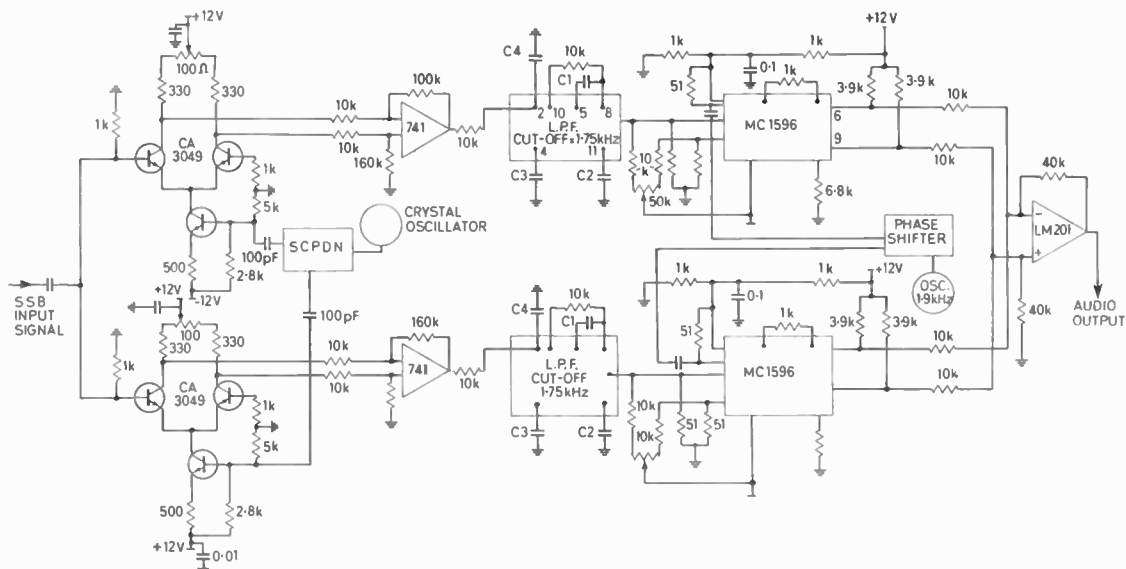 +12V
100Ω
330
330
1k
CA
3049
1k
5k
500
2·8k
-12V
100pF
SCPDN
CRYSTAL
OSCILLATOR
SSB
INPUT
SIGNAL
10k
10k
100k
741
160k
10k
C4
10k
C1
2
10
5
8
L.P.F.
CUT-OFF=1·75kHz
4
11
C3
C2
1k
1k
+12V
51
0·1
1k
3·9k
3·9k
MC1596
6
9
10
k
50k
6·8k
10k
10k
40k
-
LM201
+
40k
AUDIO
OUTPUT
PHASE
SHIFTER
OSC.
1·9kHz
+12V
100
330
330
1k
CA
3049
1k
5k
500
2·8k
+12V
0·01
100pF
10k
10k
160k
741
10k
C4
10k
C1
L.P.F.
CUT-OFF
1·75kHz
C3
C2
1k
1k
+12V
0·1
51
1k
3·9k
3·9k
MC1596
10k
10k
51
51
10k
10k